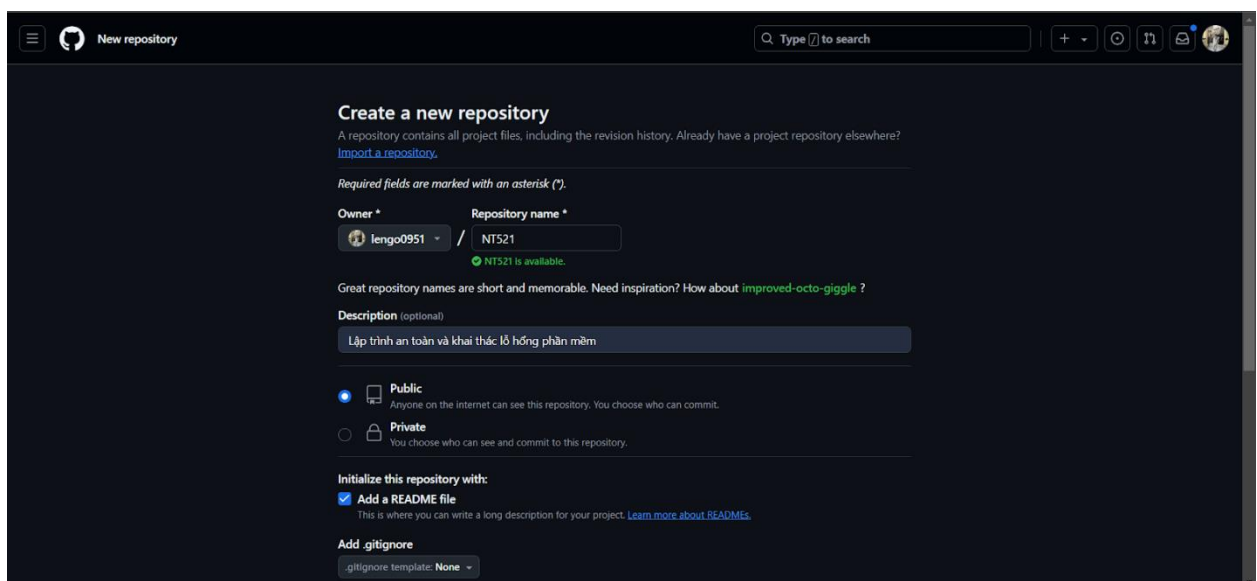 New repository
Type / to search
Create a new repository
A repository contains all project files, including the revision history. Already have a project repository elsewhere?
Import a repository.
Required fields are marked with an asterisk (*).
Owner * Repository name *
lengo0951 / NT521
NT521 is available.
Great repository names are short and memorable. Need inspiration? How about improved-octo-giggle ?
Description (optional)
Lập trình an toàn và khai thác lỗ hổng phần mềm
Public
Anyone on the internet can see this repository. You choose who can commit.
Private
You choose who can see and commit to this repository.
Initialize this repository with:
Add a README file
This is where you can write a long description for your project. Learn more about READMEs.
Add .gitignore
.gitignore template: None